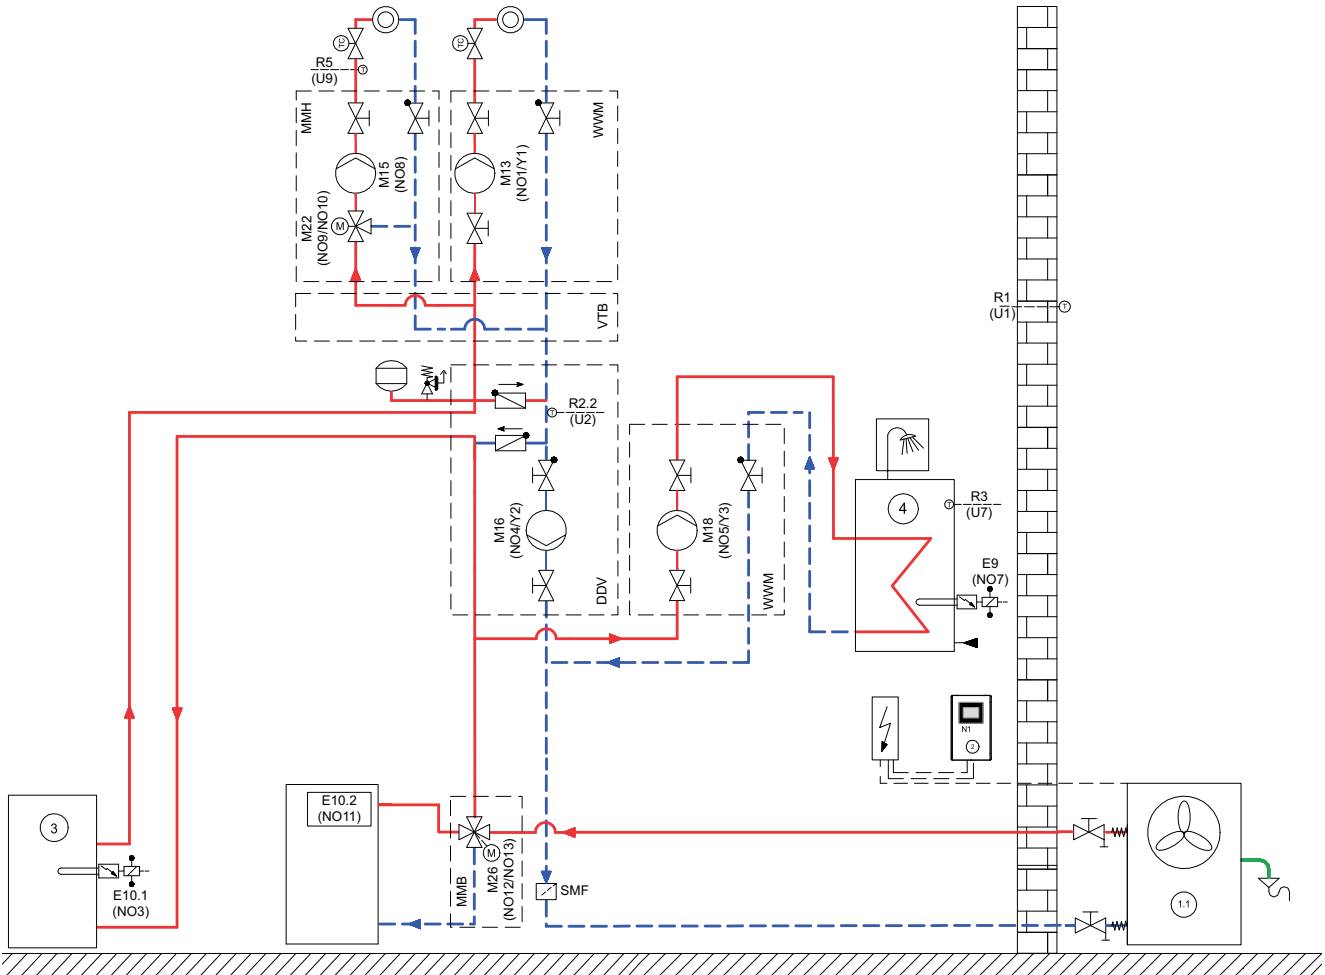 TC
TC
R5
(U9)
T
MMH
WWM
M15
(NO8)
M13
(NO1/Y1)
M22
(NO9/NO10)
M
VTB
R1
(U1)
T
R2.2
(U2)
T
M16
(NO4/Y2)
DDV
M18
(NO5/Y3)
WWM
4
R3
(U7)
T
E9
(NO7)
N1
2
3
E10.1
(NO3)
E10.2
(NO11)
MMB
M26
(NO12/NO13)
M
SMF
1.1